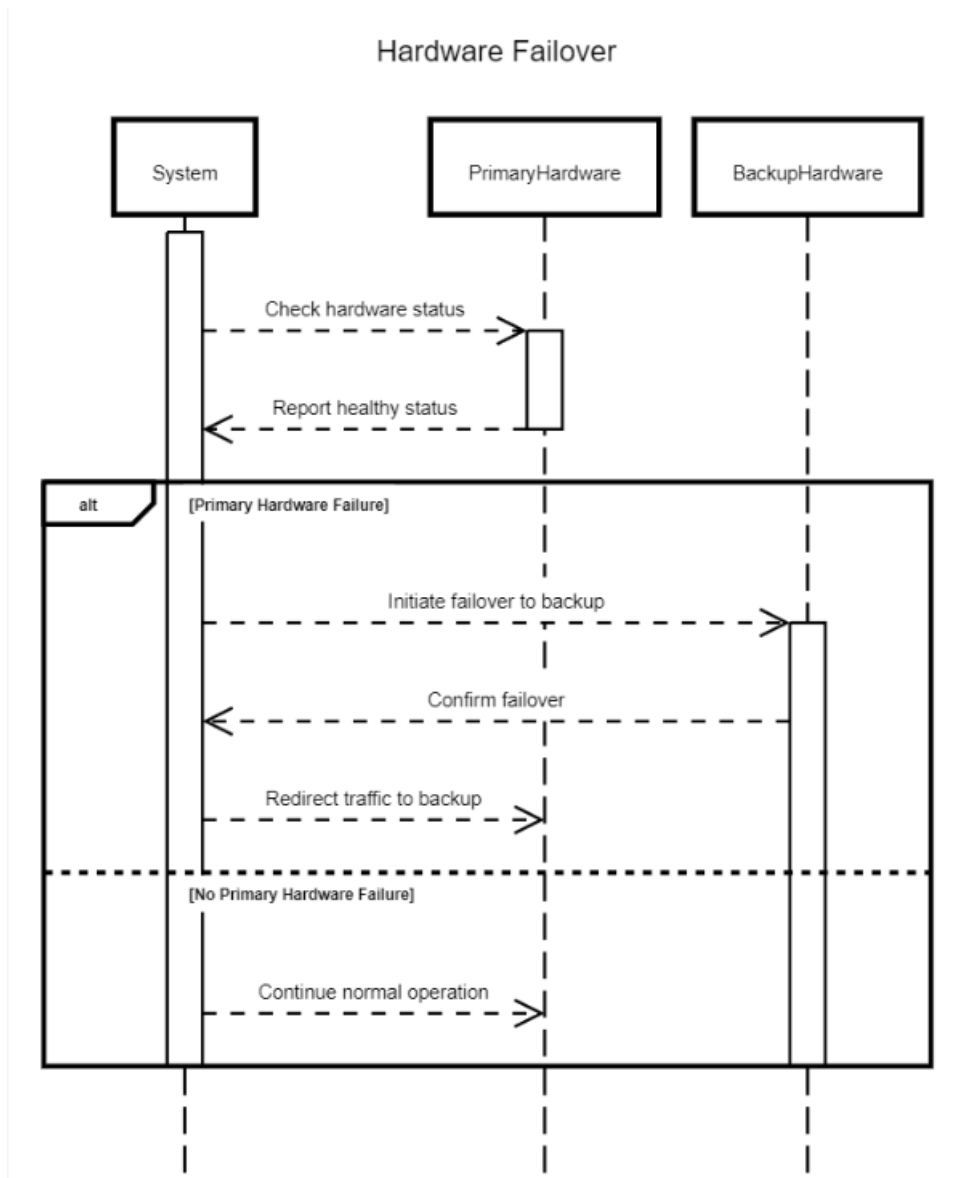 Hardware Failover
System
PrimaryHardware
BackupHardware
Check hardware status
Report healthy status
alt
[Primary Hardware Failure]
Initiate failover to backup
Confirm failover
Redirect traffic to backup
[No Primary Hardware Failure]
Continue normal operation